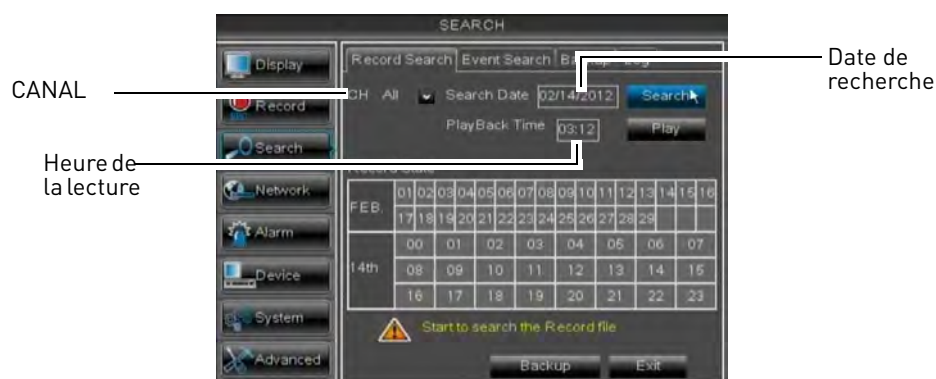 SEARCH
Display
Record
Search
Network
Alarm
Device
System
Advanced
Record Search Event Search
CH All Search Date 02/14/2012 Search
PlayBack Time 03:12 Play
FEB. 01 02 03 04 05 06 07 08 09 10 11 12 13 14 15 16
17 18 19 20 21 22 23 24 25 26 27 28 29
14th 00 01 02 03 04 05 06 07
08 09 10 11 12 13 14 15
16 17 18 19 20 21 22 23
Start to search the Record file
Backup Exit
CANAL
Heure de
la lecture
Date de
recherche